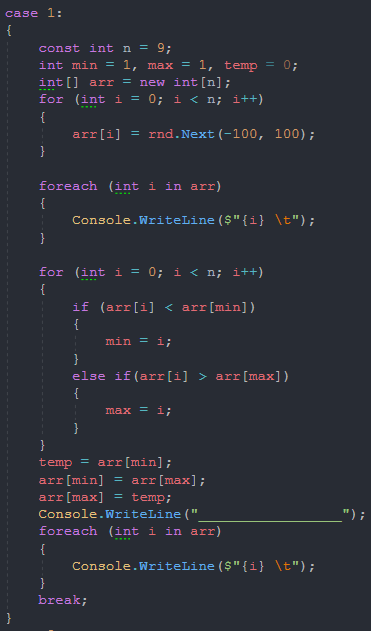 case 1:
{
const int n = 9;
int min = 1, max = 1, temp = 0;
int[] arr = new int[n];
for (int i = 0; i < n; i++)
{
arr[i] = rnd.Next(-100, 100);
}
foreach (int i in arr)
{
Console.WriteLine($"{i} \t");
}
for (int i = 0; i < n; i++)
{
if (arr[i] < arr[min])
{
min = i;
}
else if(arr[i] > arr[max])
{
max = i;
}
}
temp = arr[min];
arr[min] = arr[max];
arr[max] = temp;
Console.WriteLine("__________________");
foreach (int i in arr)
{
Console.WriteLine($"{i} \t");
}
break;
}